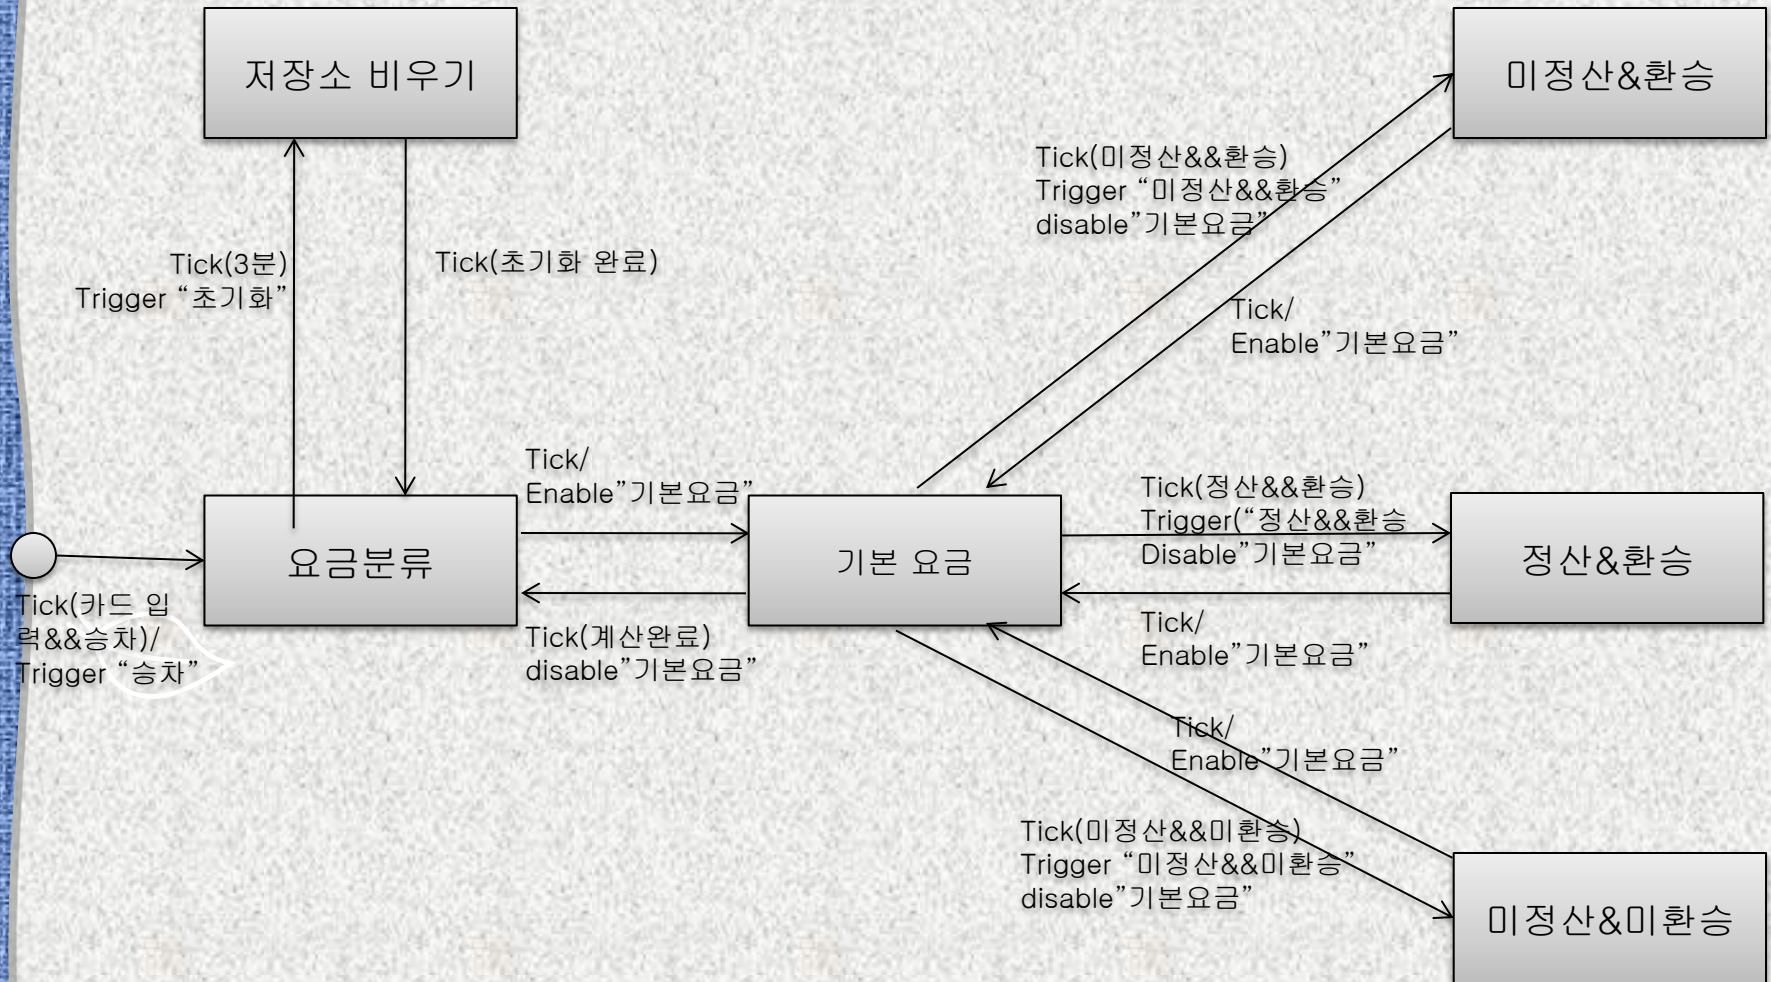 저장소 비우기
미정산&환승
Tick(미정산&&환승)
Trigger “미정산&&환승”
disable”기본요금”
Tick(3분)
Trigger “초기화”
Tick(초기화 완료)
Tick/
Enable”기본요금”
Tick/
Enable”기본요금”
Tick(정산&&환승)
Trigger(“정산&&환승
Disable”기본요금”
요금분류
기본 요금
정산&환승
Tick(카드 입
력&&승차)/
Trigger “승차”
Tick(계산완료)
disable”기본요금”
Tick/
Enable”기본요금”
Tick/
Enable”기본요금”
Tick(미정산&&미환승)
Trigger “미정산&&미환승”
disable”기본요금”
미정산&미환승